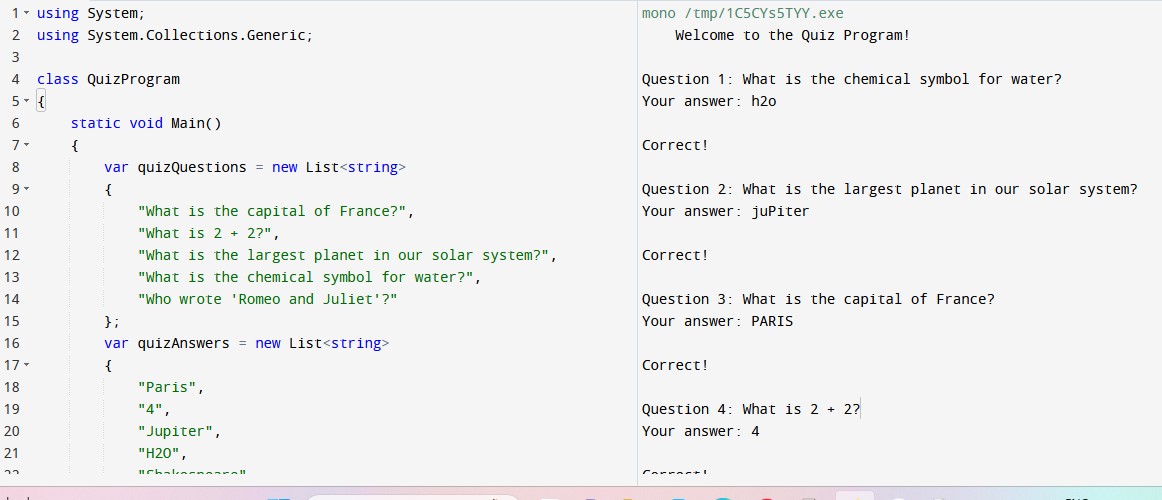 1 using System;
2 using System.Collections.Generic;
3
4 class QuizProgram
5 {
6 static void Main()
7 {
8 var quizQuestions = new List<string>
9 {
10 "What is the capital of France?",
11 "What is 2 + 2?",
12 "What is the largest planet in our solar system?",
13 "What is the chemical symbol for water?",
14 "Who wrote 'Romeo and Juliet'?"
15 };
16 var quizAnswers = new List<string>
17 {
18 "Paris",
19 "4",
20 "Jupiter",
21 "H2O",
22 "Shakespeare"
mono /tmp/1C5CYs5TYY.exe
Welcome to the Quiz Program!
Question 1: What is the chemical symbol for water?
Your answer: h2o
Correct!
Question 2: What is the largest planet in our solar system?
Your answer: juPiter
Correct!
Question 3: What is the capital of France?
Your answer: PARIS
Correct!
Question 4: What is 2 + 2?
Your answer: 4
Correct!